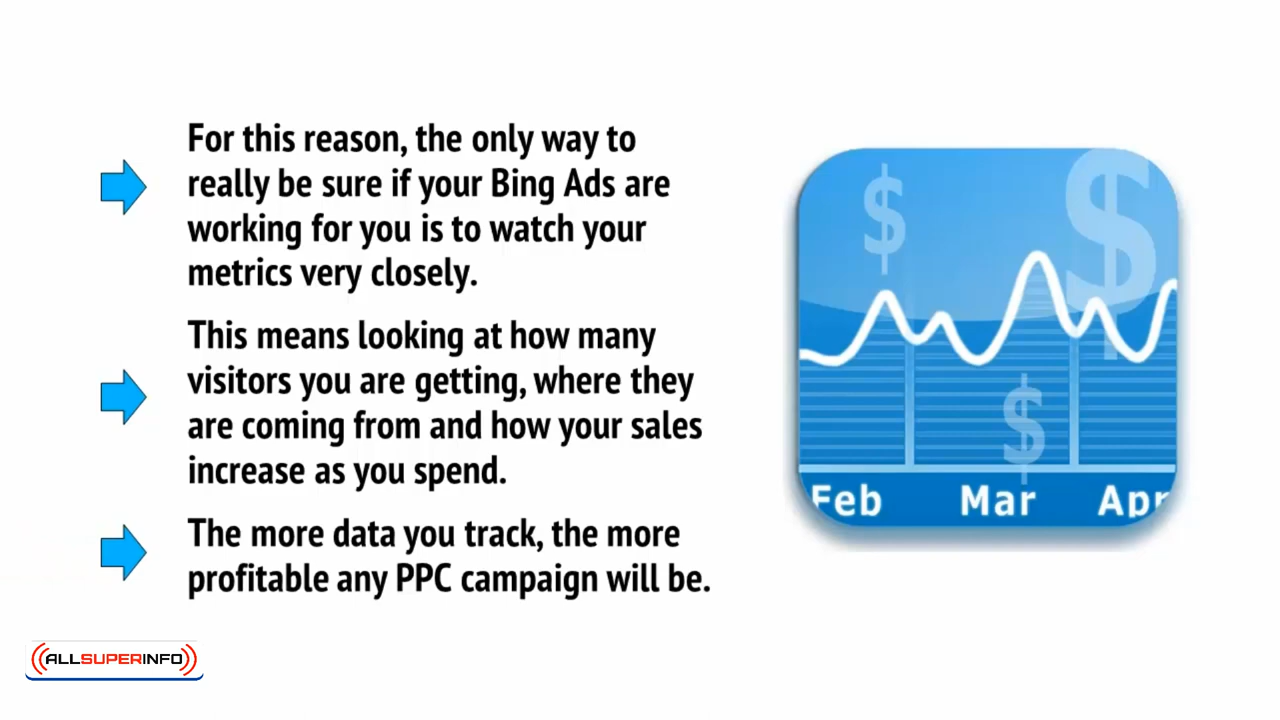 For this reason, the only way to
really be sure if your Bing Ads are
working for you is to watch your
metrics very closely.
This means looking at how many
visitors you are getting, where they
are coming from and how your sales
increase as you spend.
The more data you track, the more
profitable any PPC campaign will be.
$
$
$
Feb Mar Apr
ALLSUPERINFO